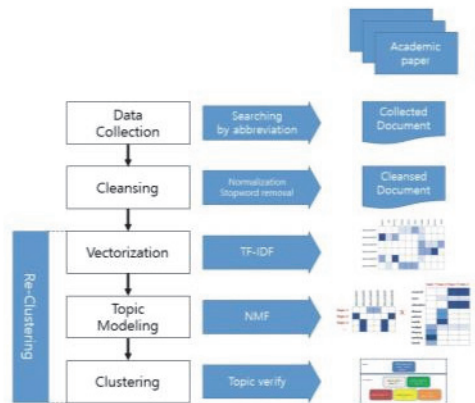 Academic
paper
Data
Collection
Searching
by abbreviation
Collected
Document
Cleansing
Normalization
Stopword removal
Cleansed
Document
Re-Clustering
Vectorization
TF-IDF
Topic
Modeling
NMF
Clustering
Topic verify